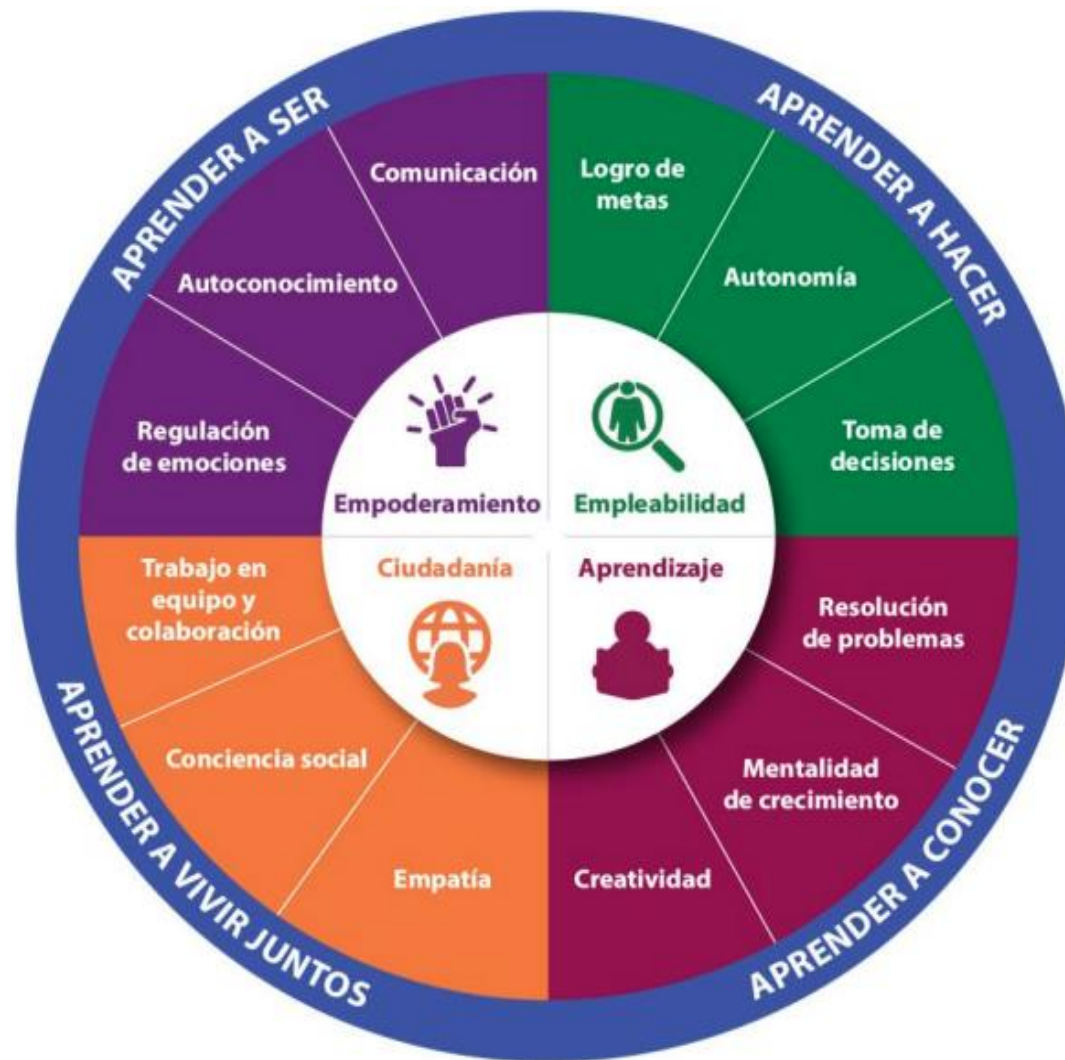 APRENDER A SER
Comunicación
Autoconocimiento
Regulación
de emociones
Empoderamiento
APRENDER A HACER
Logro de
metas
Autonomía
Toma de
decisiones
Empleabilidad
APRENDER A VIVIR JUNTOS
Ciudadanía
Trabajo en
equipo y
colaboración
Conciencia social
Empatía
APRENDER A CONOCER
Aprendizaje
Resolución
de problemas
Mentalidad
de crecimiento
Creatividad